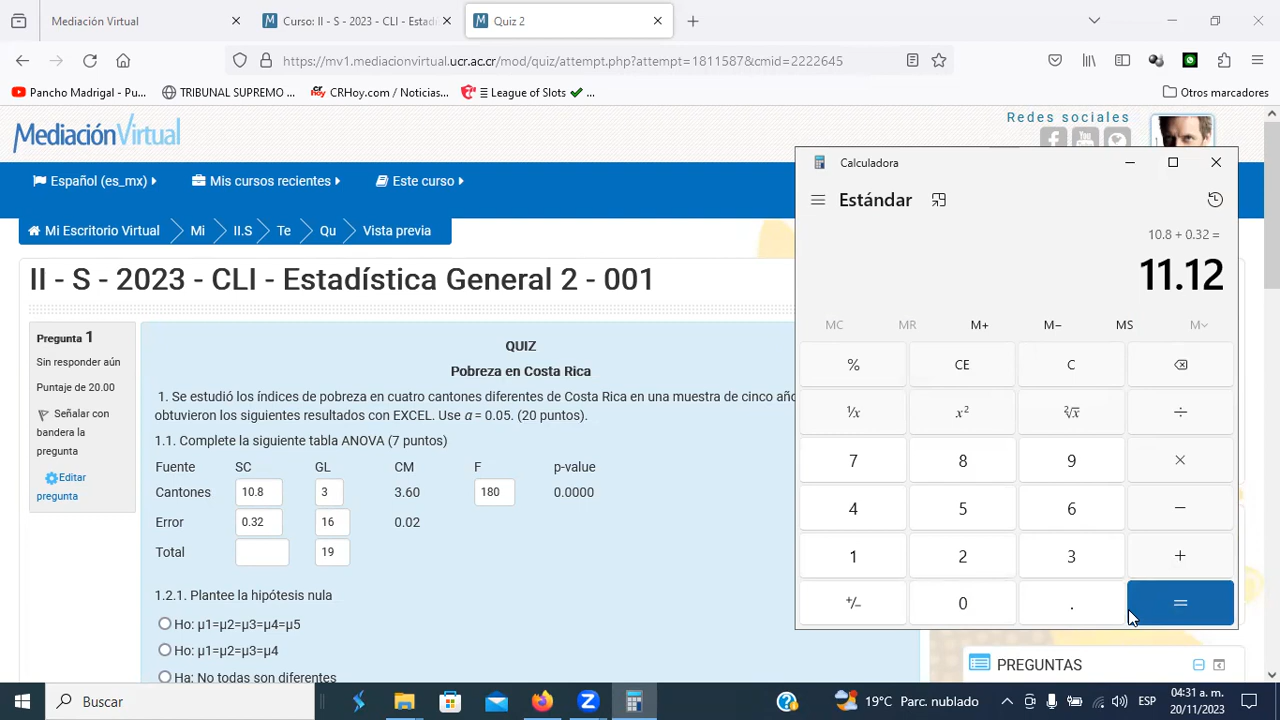 Mediación Virtual
Curso: II - S - 2023 - CLI - Estad
Quiz 2
https://mv1.mediacionvirtual.ucr.ac.cr/mod/quiz/attempt.php?attempt=1811587&cmid=2222645
Pancho Madrigal - Pu...
TRIBUNAL SUPREMO ...
CRHoy.com / Noticias...
☰ League of Slots ✔ ...
Otros marcadores
MediaciónVirtual
Redes sociales
Español (es_mx)
Mis cursos recientes
Este curso
Mi Escritorio Virtual
Mi
II.S
Te
Qu
Vista previa
II - S - 2023 - CLI - Estadística General 2 - 001
Pregunta 1
Sin responder aún
Puntaje de 20.00
Señalar con
bandera la
pregunta
Editar
pregunta
QUIZ
Pobreza en Costa Rica
1. Se estudió los índices de pobreza en cuatro cantones diferentes de Costa Rica en una muestra de cinco año
obtuvieron los siguientes resultados con EXCEL. Use α = 0.05. (20 puntos).
1.1. Complete la siguiente tabla ANOVA (7 puntos)
Fuente SC GL CM F p-value
Cantones 10.8 3 3.60 180 0.0000
Error 0.32 16 0.02
Total 19
1.2.1. Plantee la hipótesis nula
Ho: μ1=μ2=μ3=μ4=μ5
Ho: μ1=μ2=μ3=μ4
Ha: No todas son diferentes
Calculadora
Estándar
10.8 + 0.32 =
11.12
MC MR M+ M− MS M˅
% CE C ⌫
¹/x x² ²√x ÷
7 8 9 ×
4 5 6 −
1 2 3 +
+/− 0 . =
PREGUNTAS
Buscar
19°C Parc. nublado
ESP
04:31 a. m.
20/11/2023